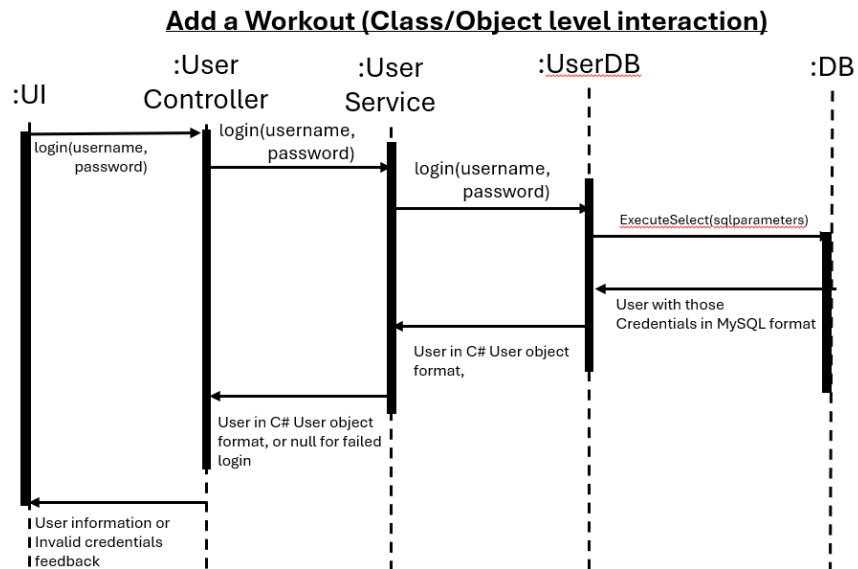 Add a Workout (Class/Object level interaction)
:UI
:User
Controller
:User
Service
:UserDB
:DB
login(username,
password)
login(username,
password)
login(username,
password)
ExecuteSelect(sqlparameters)
User with those
Credentials in MySQL format
User in C# User object
format,
User in C# User object
format, or null for failed
login
User information or
Invalid credentials
feedback